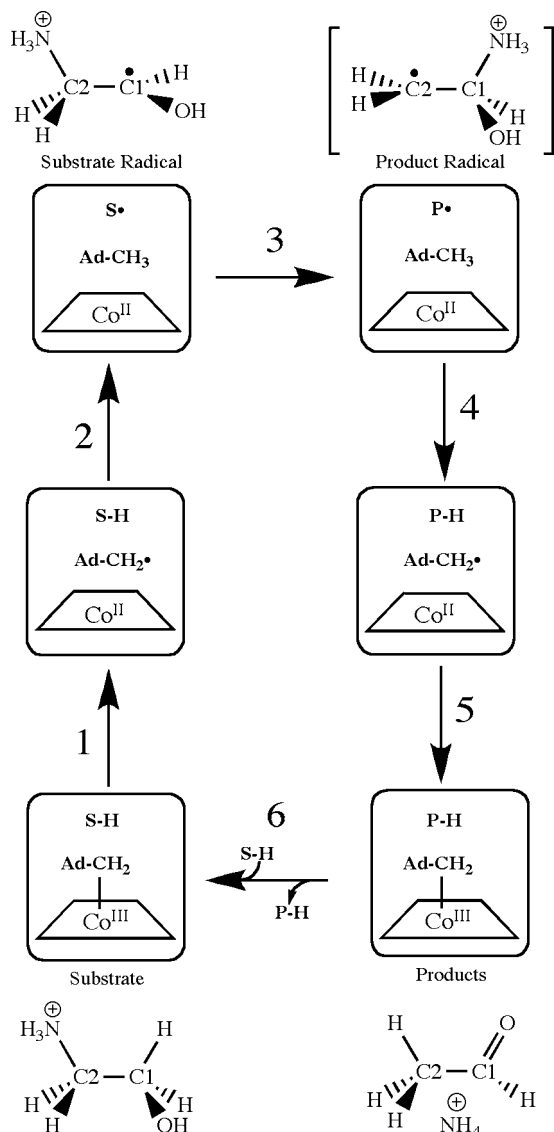 ⊕
H₃N
C2 C1 • H
H H OH
Substrate Radical
⊕
NH₃
H H •C2 C1
H OH
Product Radical
S•
Ad-CH₃
Coᴵᴵ
3
P•
Ad-CH₃
Coᴵᴵ
2
4
S-H
Ad-CH₂•
Coᴵᴵ
P-H
Ad-CH₂•
Coᴵᴵ
1
5
S-H
Ad-CH₂
Coᴵᴵᴵ
Substrate
6
S-H
P-H
P-H
Ad-CH₂
Coᴵᴵᴵ
Products
⊕
H₃N H
C2 C1
H H H
OH
H O
C2 C1
H H H
⊕
NH₄